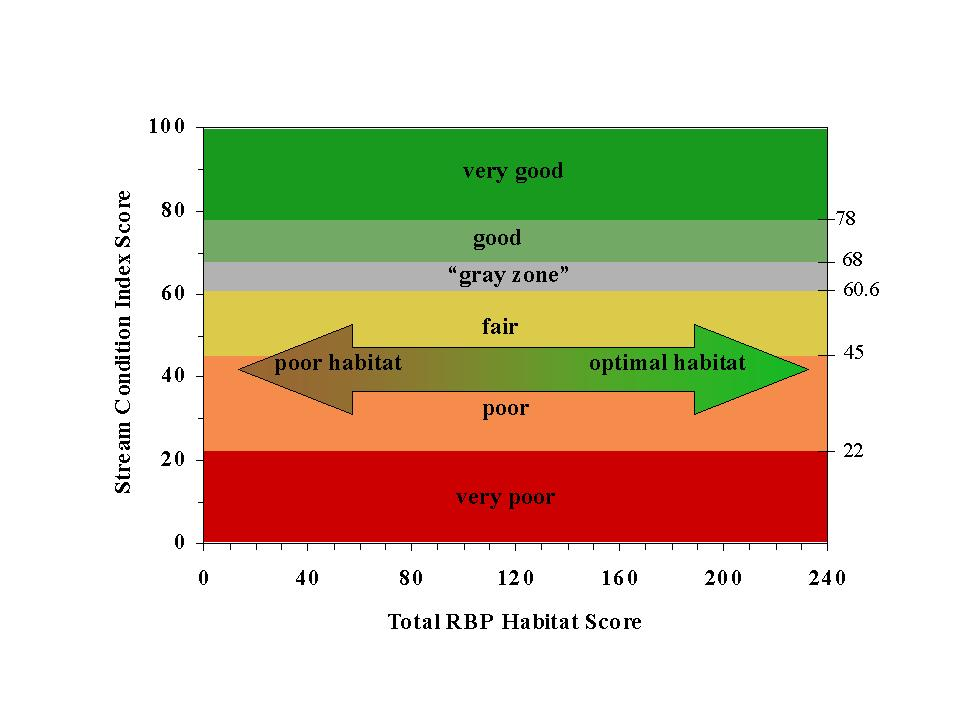 100
very good
80
78
good
68
“gray zone”
60
60.6
fair
45
poor habitat
optimal habitat
40
poor
22
20
very poor
0
0 40 80 120 160 200 240
Total RBP Habitat Score
Stream Condition Index Score